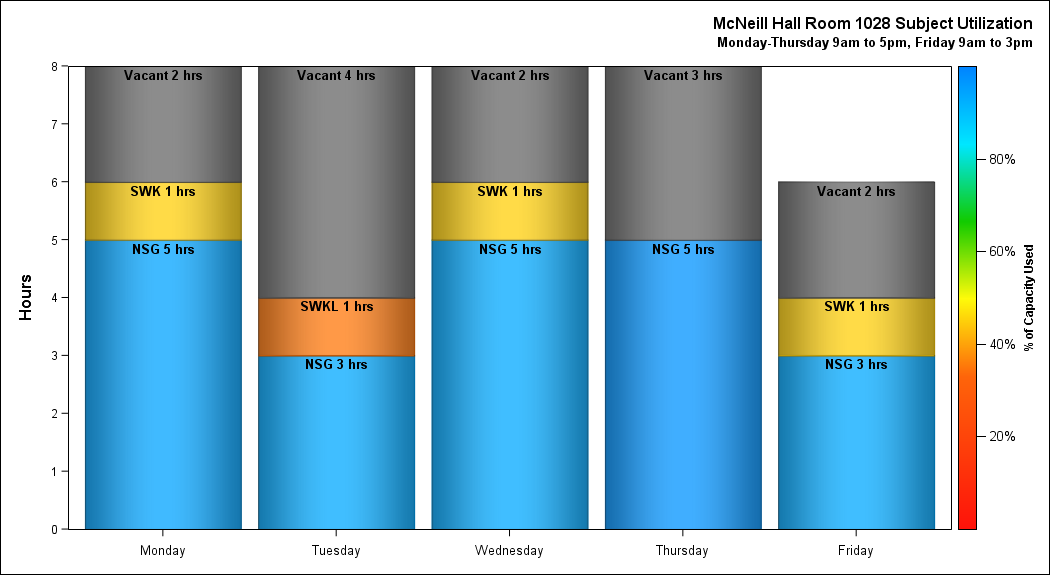 McNeill Hall Room 1028 Subject Utilization
Monday-Thursday 9am to 5pm, Friday 9am to 3pm
Hours
8
7
6
5
4
3
2
1
0
Vacant 2 hrs
SWK 1 hrs
NSG 5 hrs
Monday
Vacant 4 hrs
SWKL 1 hrs
NSG 3 hrs
Tuesday
Vacant 2 hrs
SWK 1 hrs
NSG 5 hrs
Wednesday
Vacant 3 hrs
NSG 5 hrs
Thursday
Vacant 2 hrs
SWK 1 hrs
NSG 3 hrs
Friday
80%
60%
40%
20%
% of Capacity Used